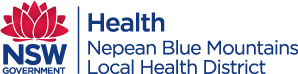 NSW
GOVERNMENT
Health
Nepean Blue Mountains
Local Health District